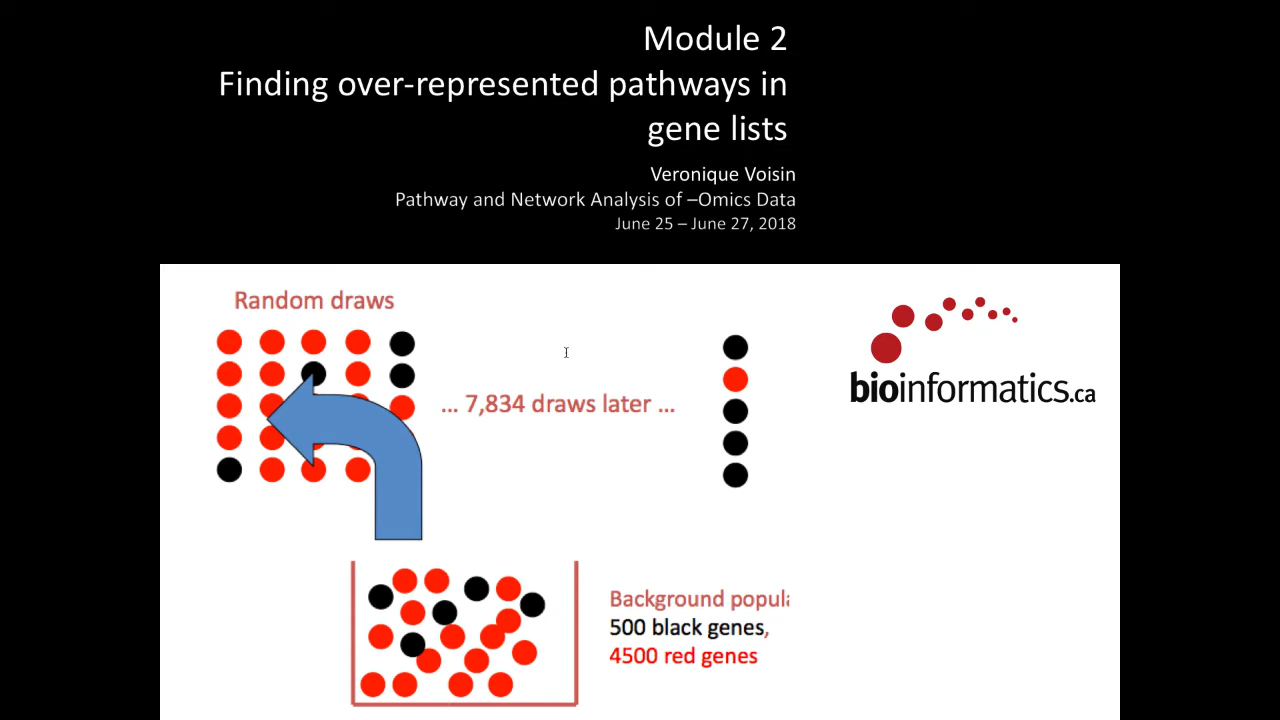 Module 2
Finding over-represented pathways in
gene lists
Veronique Voisin
Pathway and Network Analysis of –Omics Data
June 25 – June 27, 2018
Random draws
... 7,834 draws later ...
bioinformatics.ca
Background
500 black genes,
4500 red genes